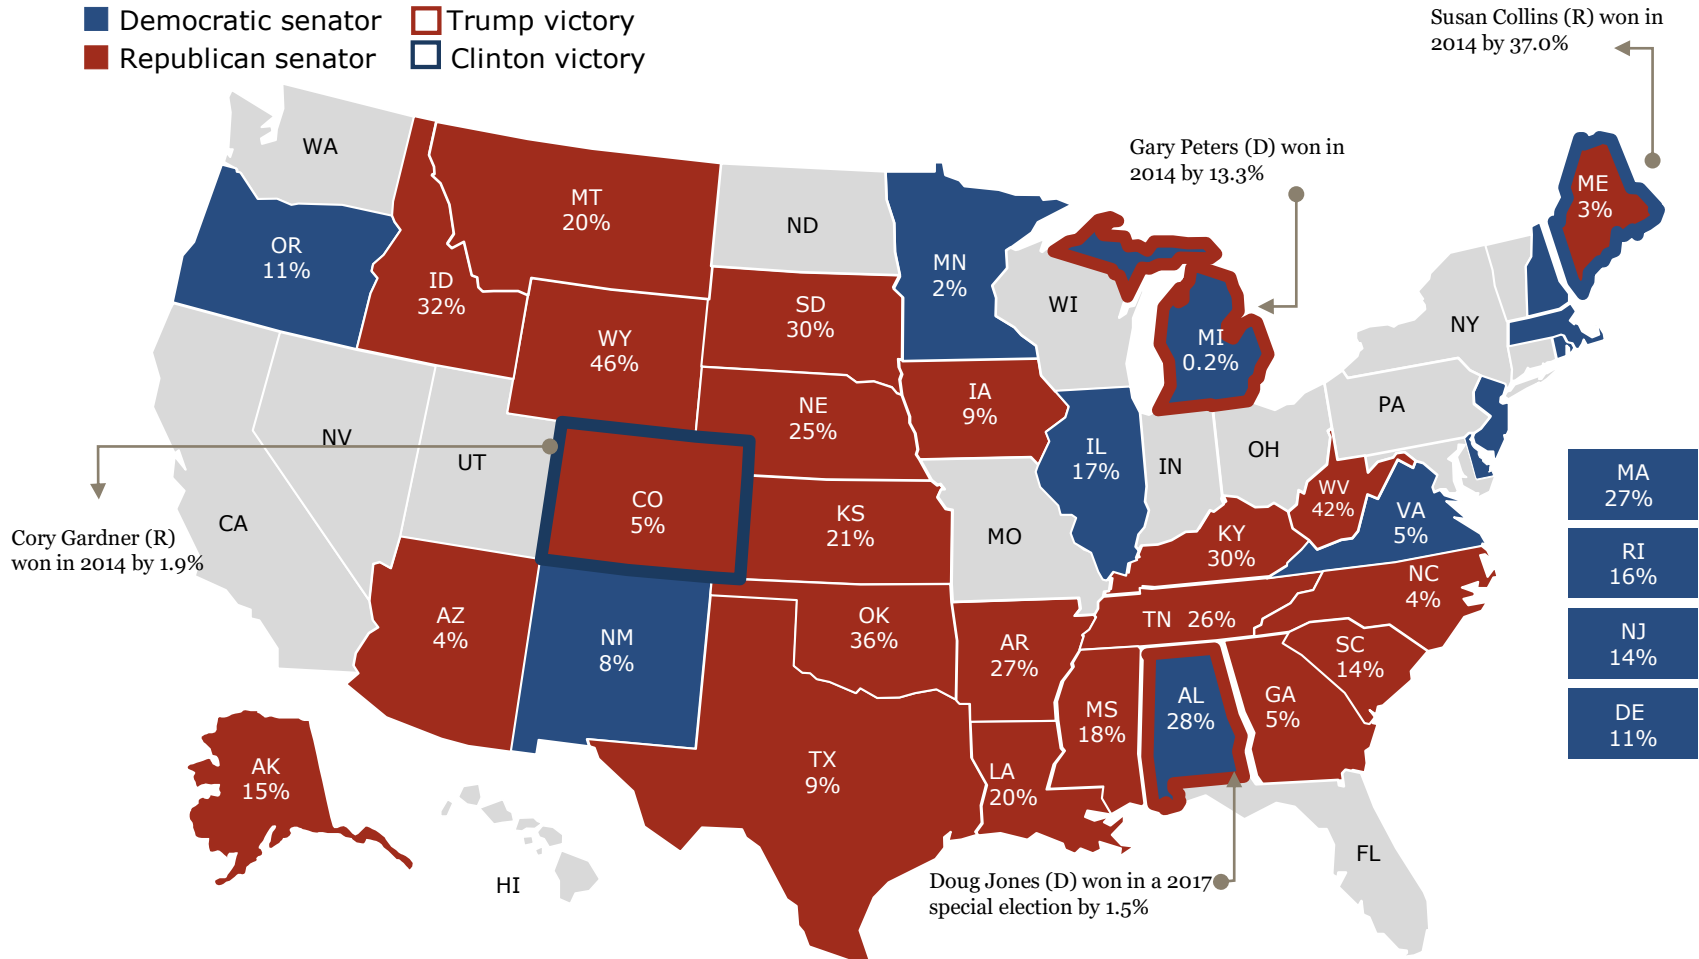 Democratic senator
Republican senator
Trump victory
Clinton victory
Susan Collins (R) won in
2014 by 37.0%
Gary Peters (D) won in
2014 by 13.3%
WA
OR
11%
ID
32%
MT
20%
ND
MN
2%
WI
MI
0.2%
ME
3%
SD
30%
WY
46%
NE
25%
IA
9%
NY
PA
NV
UT
CA
CO
5%
KS
21%
MO
IL
17%
IN
OH
WV
42%
VA
5%
KY
30%
MA
27%
RI
16%
NJ
14%
DE
11%
Cory Gardner (R)
won in 2014 by 1.9%
AZ
4%
NM
8%
OK
36%
AR
27%
TN 26%
NC
4%
SC
14%
TX
9%
LA
20%
MS
18%
AL
28%
GA
5%
AK
15%
HI
FL
Doug Jones (D) won in a 2017
special election by 1.5%